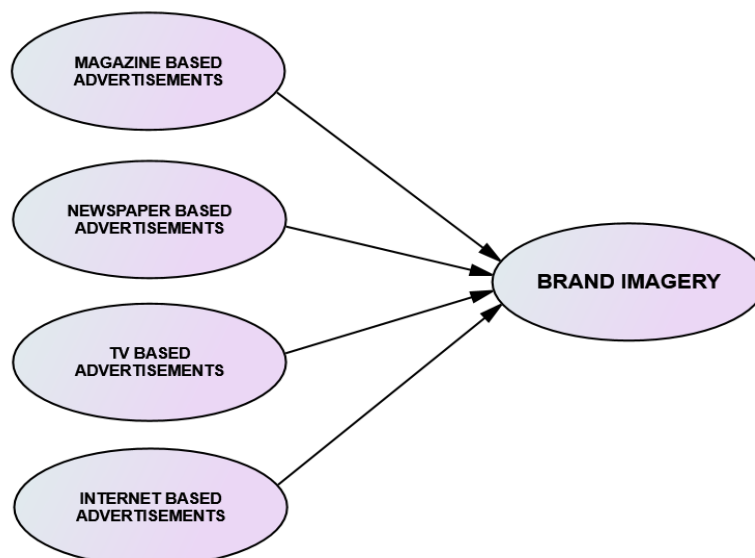 MAGAZINE BASED
ADVERTISEMENTS
NEWSPAPER BASED
ADVERTISEMENTS
BRAND IMAGERY
TV BASED
ADVERTISEMENTS
INTERNET BASED
ADVERTISEMENTS